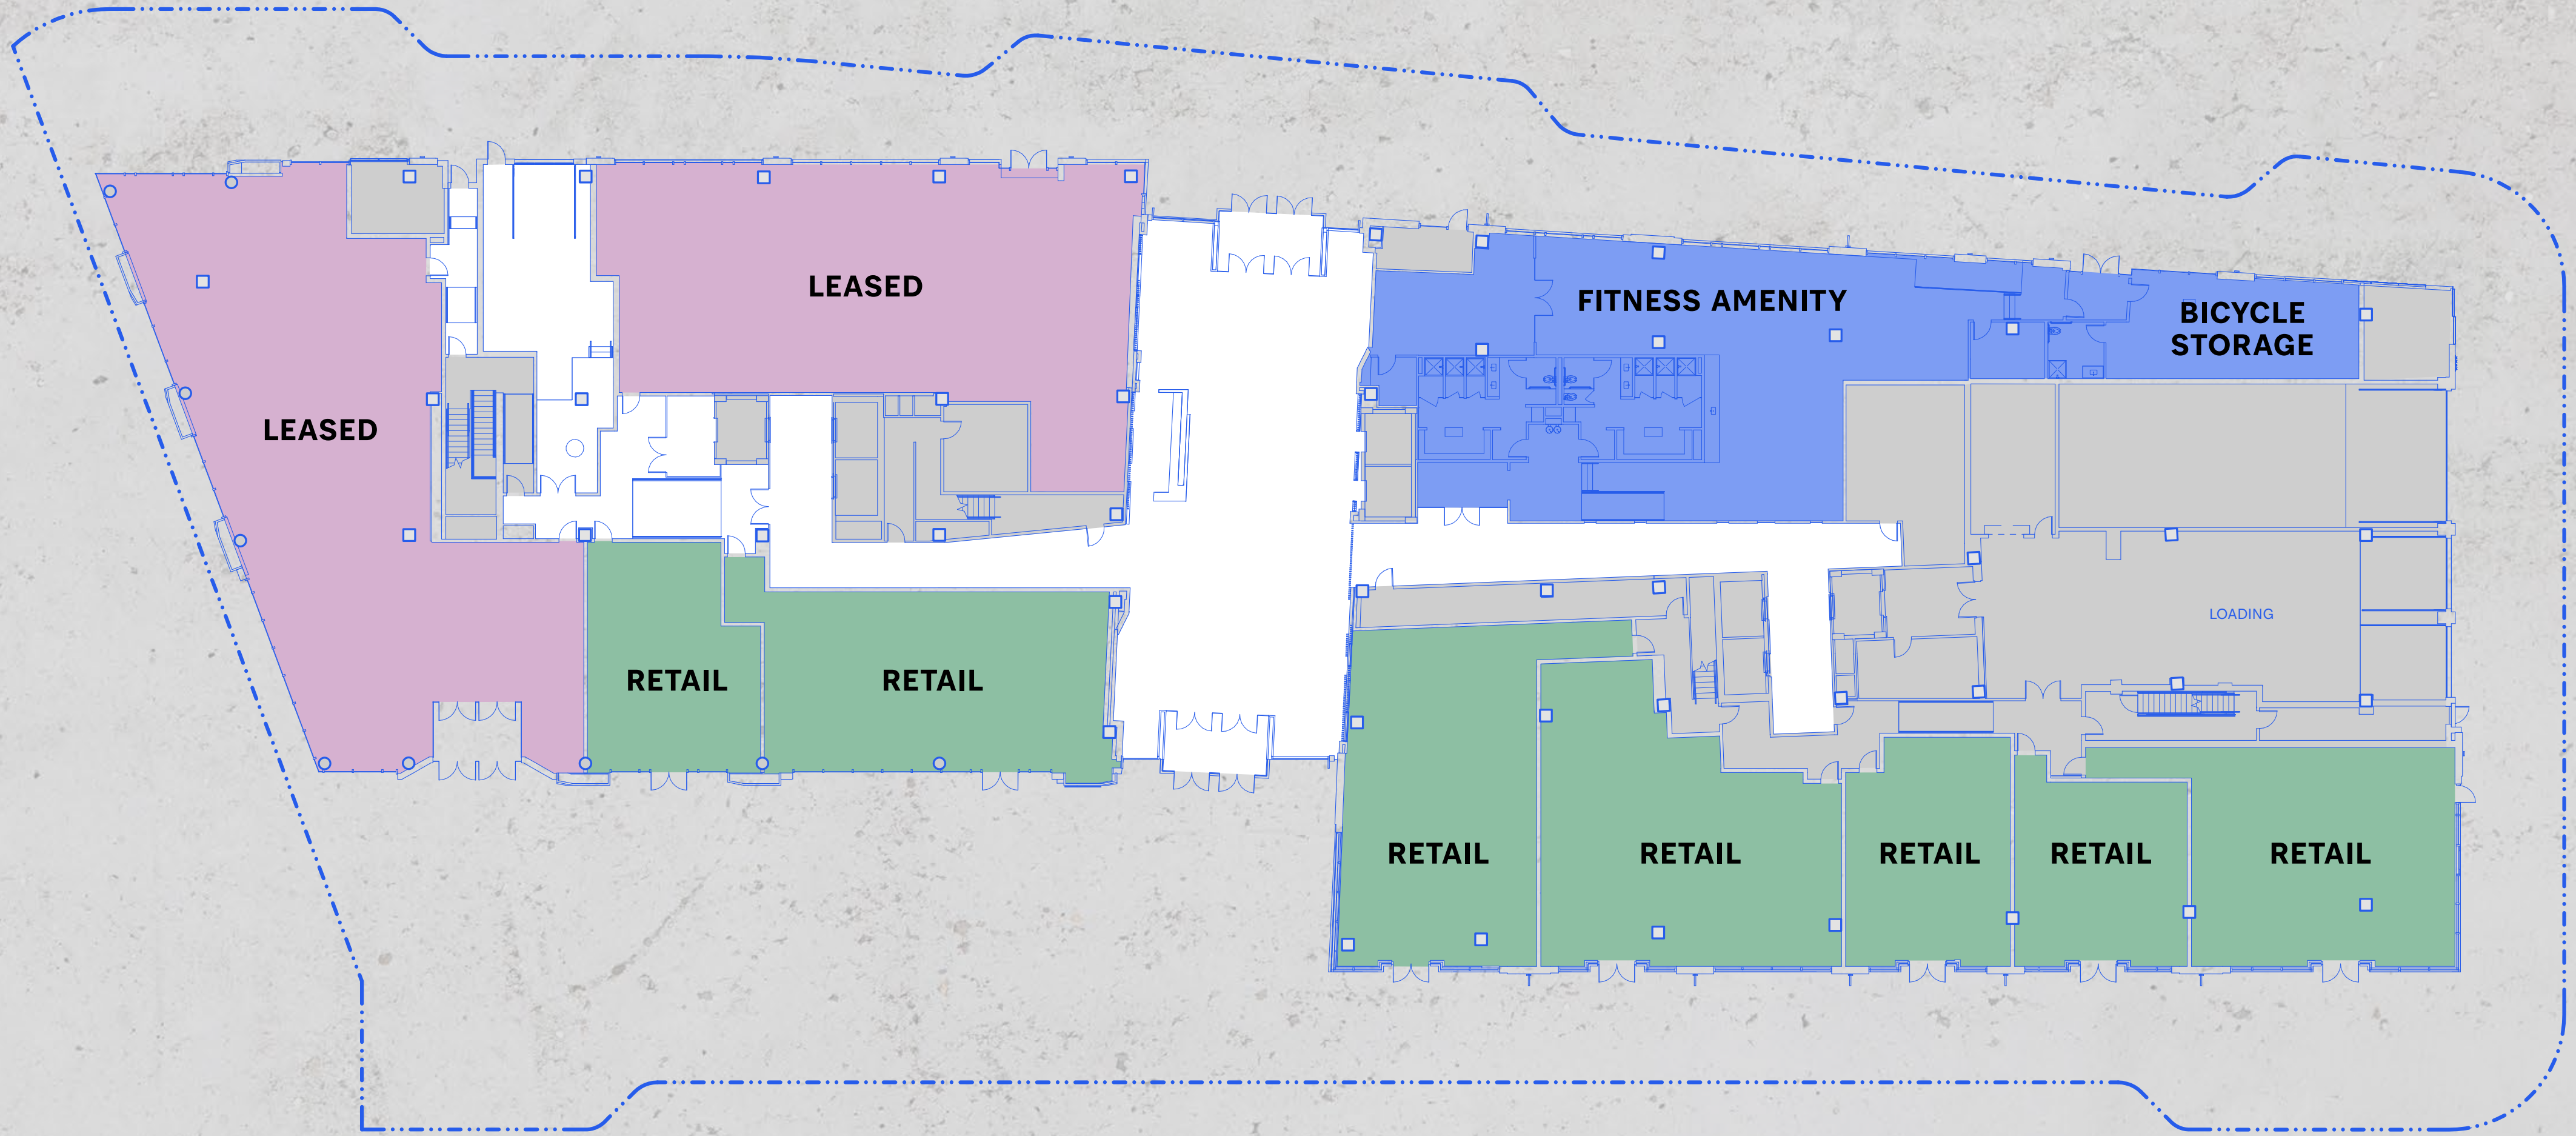 LEASED
FITNESS AMENITY
BICYCLE
STORAGE
LEASED
LOADING
RETAIL
RETAIL
RETAIL
RETAIL
RETAIL
RETAIL
RETAIL